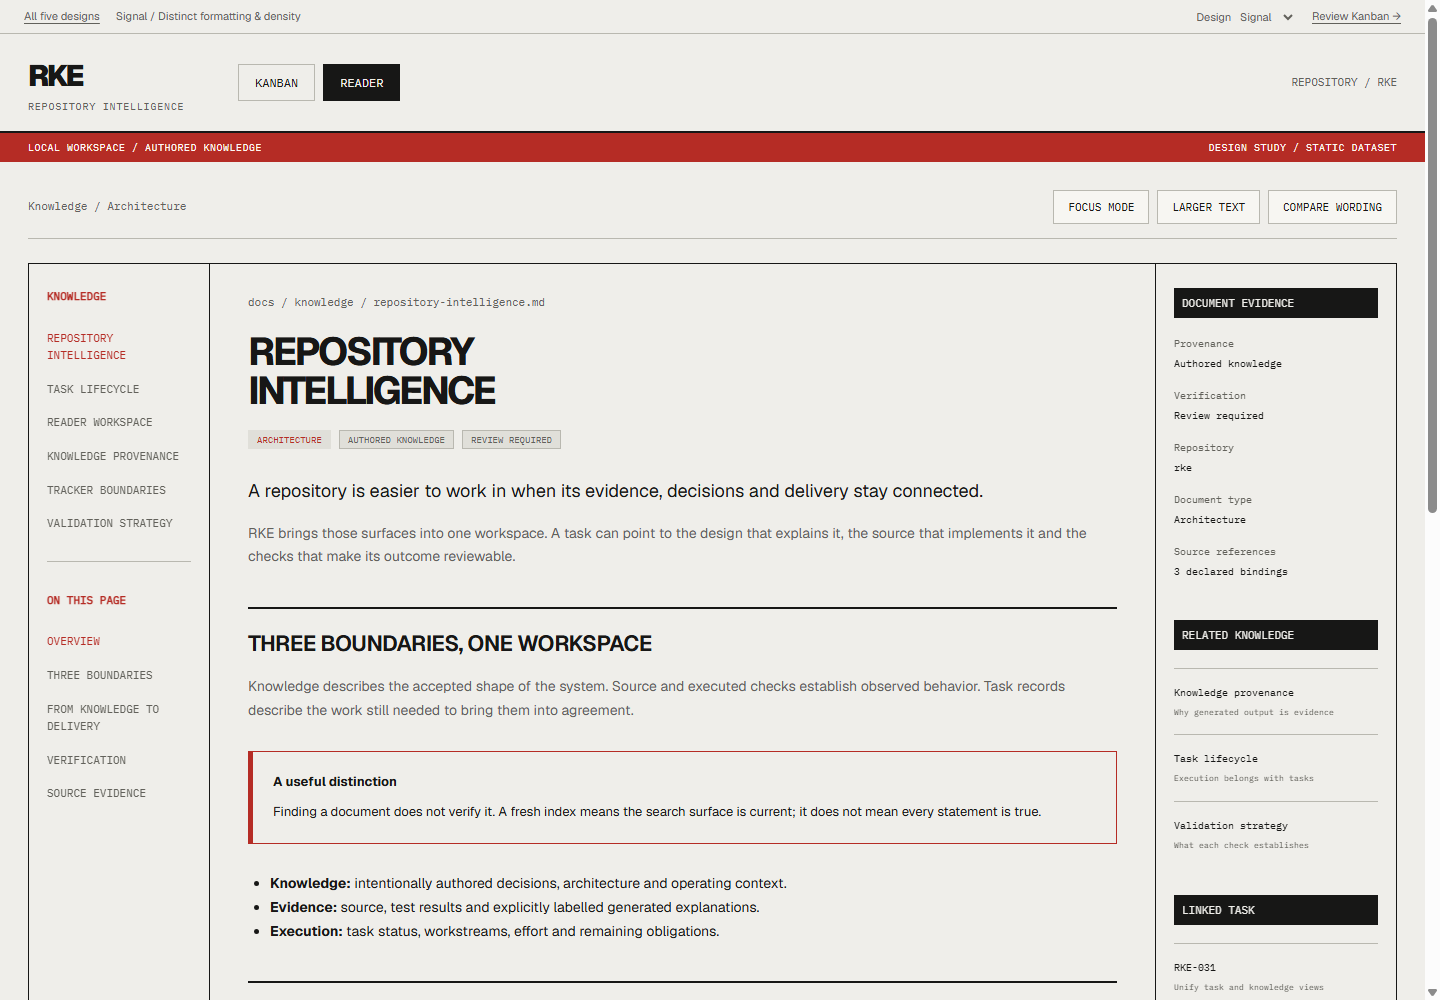 All five designs
Signal / Distinct formatting & density
Design Signal
Review Kanban →
RKE
REPOSITORY INTELLIGENCE
KANBAN
READER
REPOSITORY / RKE
LOCAL WORKSPACE / AUTHORED KNOWLEDGE
DESIGN STUDY / STATIC DATASET
Knowledge / Architecture
FOCUS MODE
LARGER TEXT
COMPARE WORDING
KNOWLEDGE
REPOSITORY
INTELLIGENCE
TASK LIFECYCLE
READER WORKSPACE
KNOWLEDGE PROVENANCE
TRACKER BOUNDARIES
VALIDATION STRATEGY
ON THIS PAGE
OVERVIEW
THREE BOUNDARIES
FROM KNOWLEDGE TO
DELIVERY
VERIFICATION
SOURCE EVIDENCE
docs / knowledge / repository-intelligence.md
REPOSITORY
INTELLIGENCE
ARCHITECTURE
AUTHORED KNOWLEDGE
REVIEW REQUIRED
A repository is easier to work in when its evidence, decisions and delivery stay connected.
RKE brings those surfaces into one workspace. A task can point to the design that explains it, the source that implements it and the
checks that make its outcome reviewable.
THREE BOUNDARIES, ONE WORKSPACE
Knowledge describes the accepted shape of the system. Source and executed checks establish observed behavior. Task records
describe the work still needed to bring them into agreement.
A useful distinction
Finding a document does not verify it. A fresh index means the search surface is current; it does not mean every statement is true.
Knowledge: intentionally authored decisions, architecture and operating context.
Evidence: source, test results and explicitly labelled generated explanations.
Execution: task status, workstreams, effort and remaining obligations.
DOCUMENT EVIDENCE
Provenance
Authored knowledge
Verification
Review required
Repository
rke
Document type
Architecture
Source references
3 declared bindings
RELATED KNOWLEDGE
Knowledge provenance
Why generated output is evidence
Task lifecycle
Execution belongs with tasks
Validation strategy
What each check establishes
LINKED TASK
RKE-031
Unify task and knowledge views